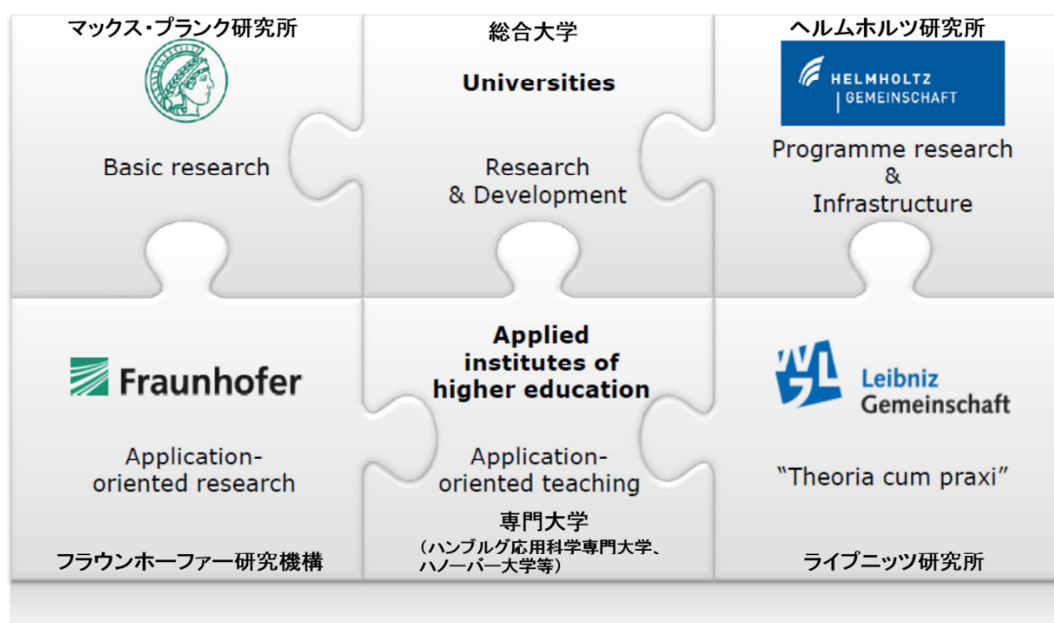 マックス・プランク研究所
Basic research
総合大学
Universities
Research
& Development
ヘルムホルツ研究所
HELMHOLTZ
GEMEINSCHAFT
Programme research
&
Infrastructure
Fraunhofer
Application-
oriented research
フラウンホーファー研究機構
Applied
institutes of
higher education
Application-
oriented teaching
専門大学
(ハンブルグ応用科学専門大学、
ハノーバー大学等)
Leibniz
Gemeinschaft
"Theoria cum praxi"
ライプニッツ研究所